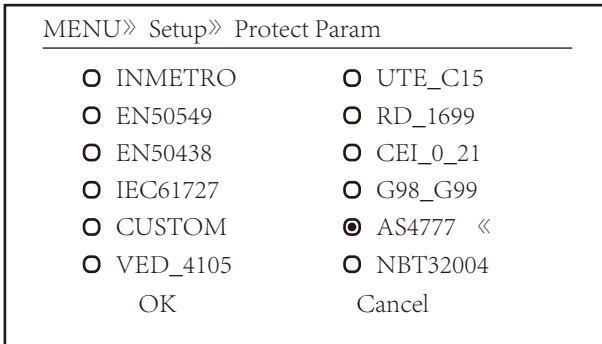 MENU》 Setup》 Protect Param
INMETRO UTE_C15
EN50549 RD_1699
EN50438 CEI_0_21
IEC61727 G98_G99
CUSTOM AS4777 《
VED_4105 NBT32004
OK Cancel